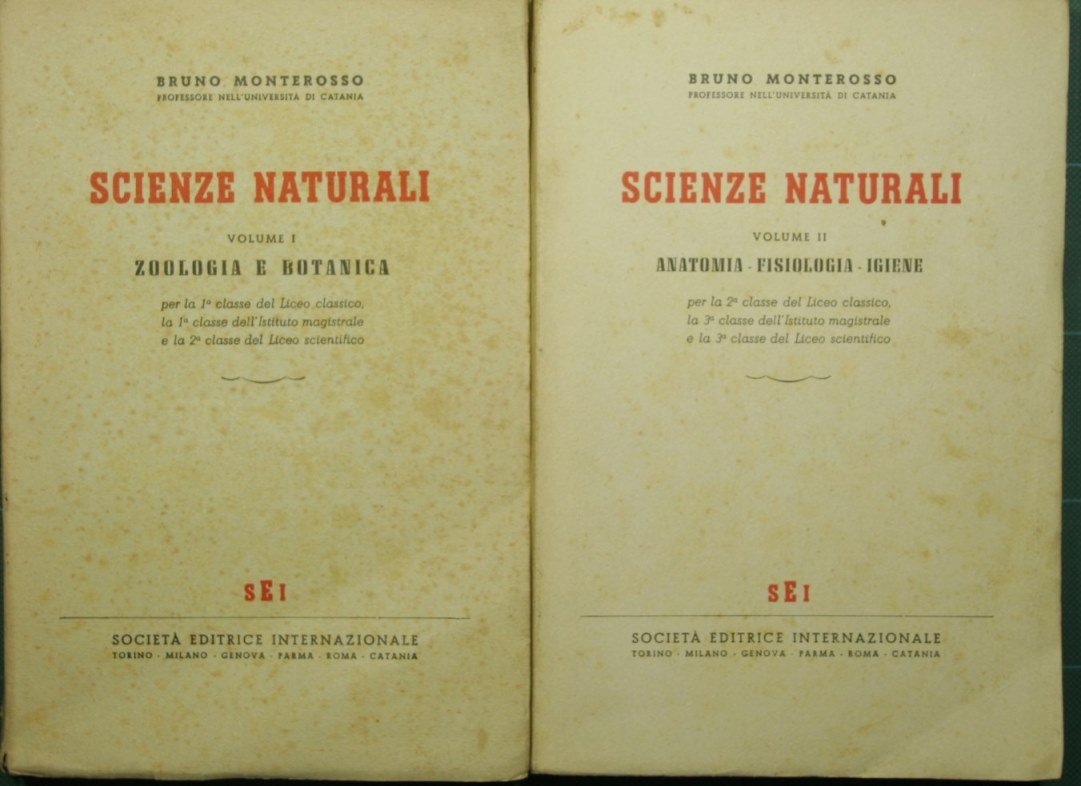 BRUNO MONTEROSSO
PROFESSORE NELL'UNIVERSITÀ DI CATANIA
SCIENZE NATURALI
VOLUME I
ZOOLOGIA E BOTANICA
per la 1ª classe del Liceo classico,
la 1ª classe dell'Istituto magistrale
e la 2ª classe del Liceo scientifico
SEI
SOCIETÀ EDITRICE INTERNAZIONALE
TORINO - MILANO - GENOVA - PARMA - ROMA - CATANIA
BRUNO MONTEROSSO
PROFESSORE NELL'UNIVERSITÀ DI CATANIA
SCIENZE NATURALI
VOLUME II
ANATOMIA - FISIOLOGIA - IGIENE
per la 2ª classe del Liceo classico,
la 3ª classe dell'Istituto magistrale
e la 3ª classe del Liceo scientifico
SEI
SOCIETÀ EDITRICE INTERNAZIONALE
TORINO - MILANO - GENOVA - PARMA - ROMA - CATANIA